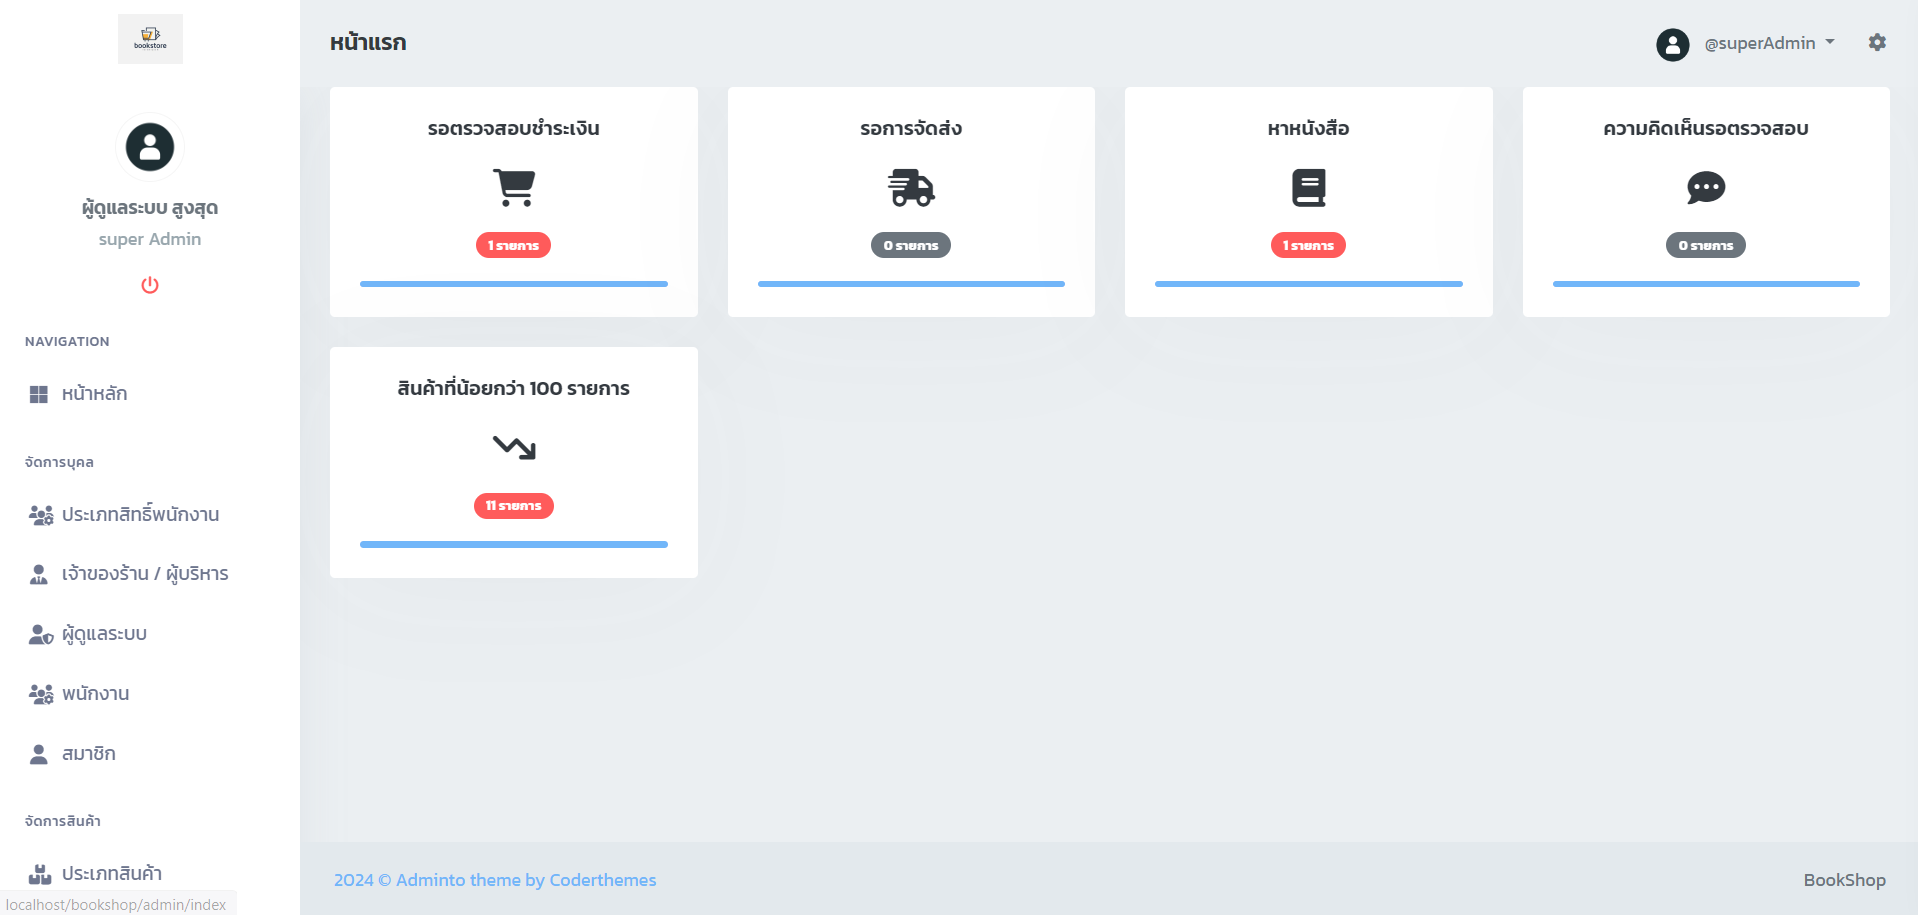 bookstore
ผู้ดูแลระบบ สูงสุด
super Admin
NAVIGATION
หน้าหลัก
จัดการบุคล
ประเภทสิทธิ์พนักงาน
เจ้าของร้าน / ผู้บริหาร
ผู้ดูแลระบบ
พนักงาน
สมาชิก
จัดการสินค้า
ประเภทสินค้า
localhost/bookshop/admin/index
หน้าแรก
@superAdmin
รอตรวจสอบชำระเงิน
1 รายการ
รอการจัดส่ง
0 รายการ
หาหนังสือ
1 รายการ
ความคิดเห็นรอตรวจสอบ
0 รายการ
สินค้าที่น้อยกว่า 100 รายการ
11 รายการ
2024 © Adminto theme by Coderthemes
BookShop